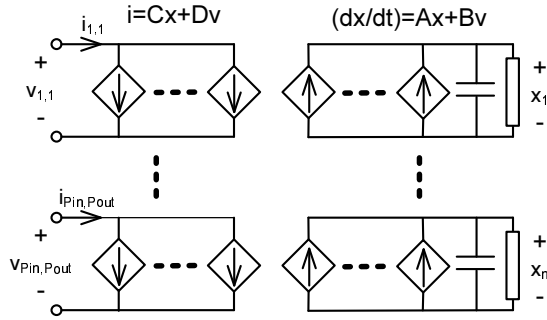 i=Cx+Dv
(dx/dt)=Ax+Bv
i1,1
+
v1,1
-
+
x1
-
iPin,Pout
+
vPin,Pout
-
+
xn
-